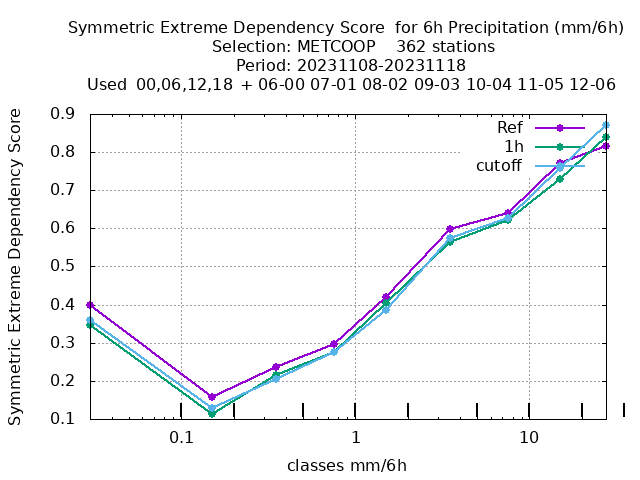 Symmetric Extreme Dependency Score  for 6h Precipitation (mm/6h)
Selection: METCOOP    362 stations
Period: 20231108-20231118
Used  00,06,12,18  + 06-00 07-01 08-02 09-03 10-04 11-05 12-06
Symmetric Extreme Dependency Score
0.9
0.8
0.7
0.6
0.5
0.4
0.3
0.2
0.1
Ref
1h
cutoff
0.1 1 10
classes mm/6h